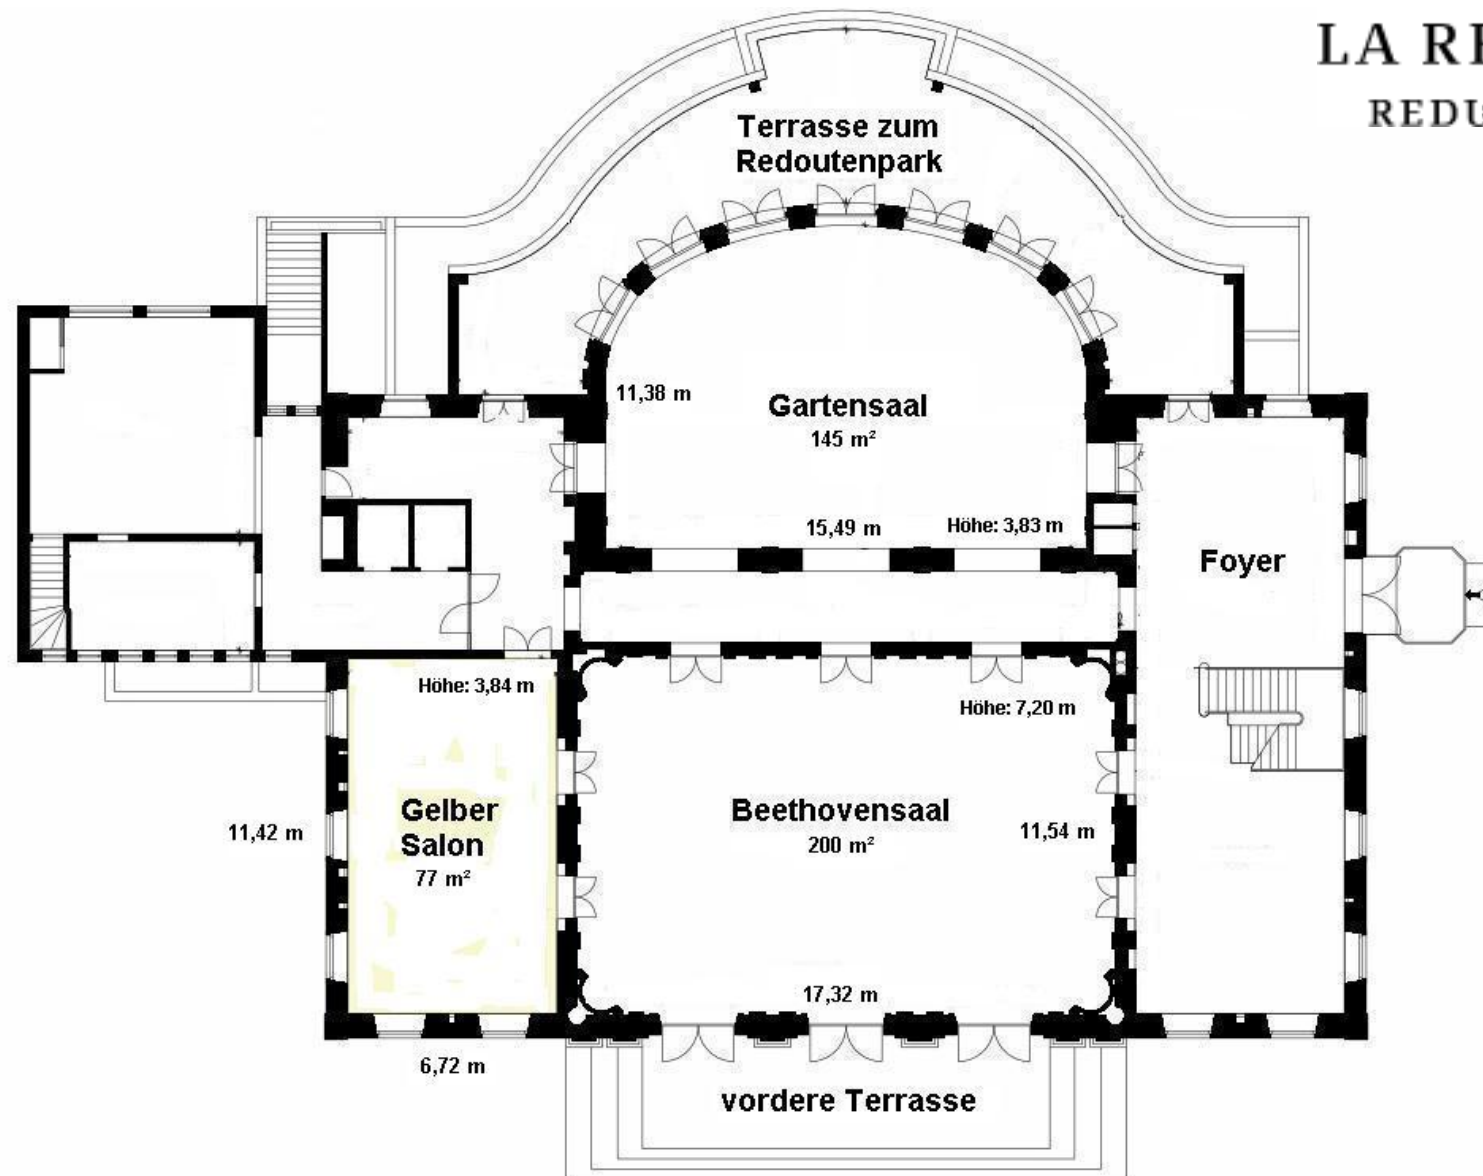 LA RE
REDU
Terrasse zum
Redoutenpark
11,38 m
Gartensaal
145 m²
15,49 m
Höhe: 3,83 m
Foyer
Höhe: 3,84 m
Höhe: 7,20 m
Gelber
Salon
77 m²
11,42 m
Beethovensaal
200 m²
11,54 m
17,32 m
6,72 m
vordere Terrasse